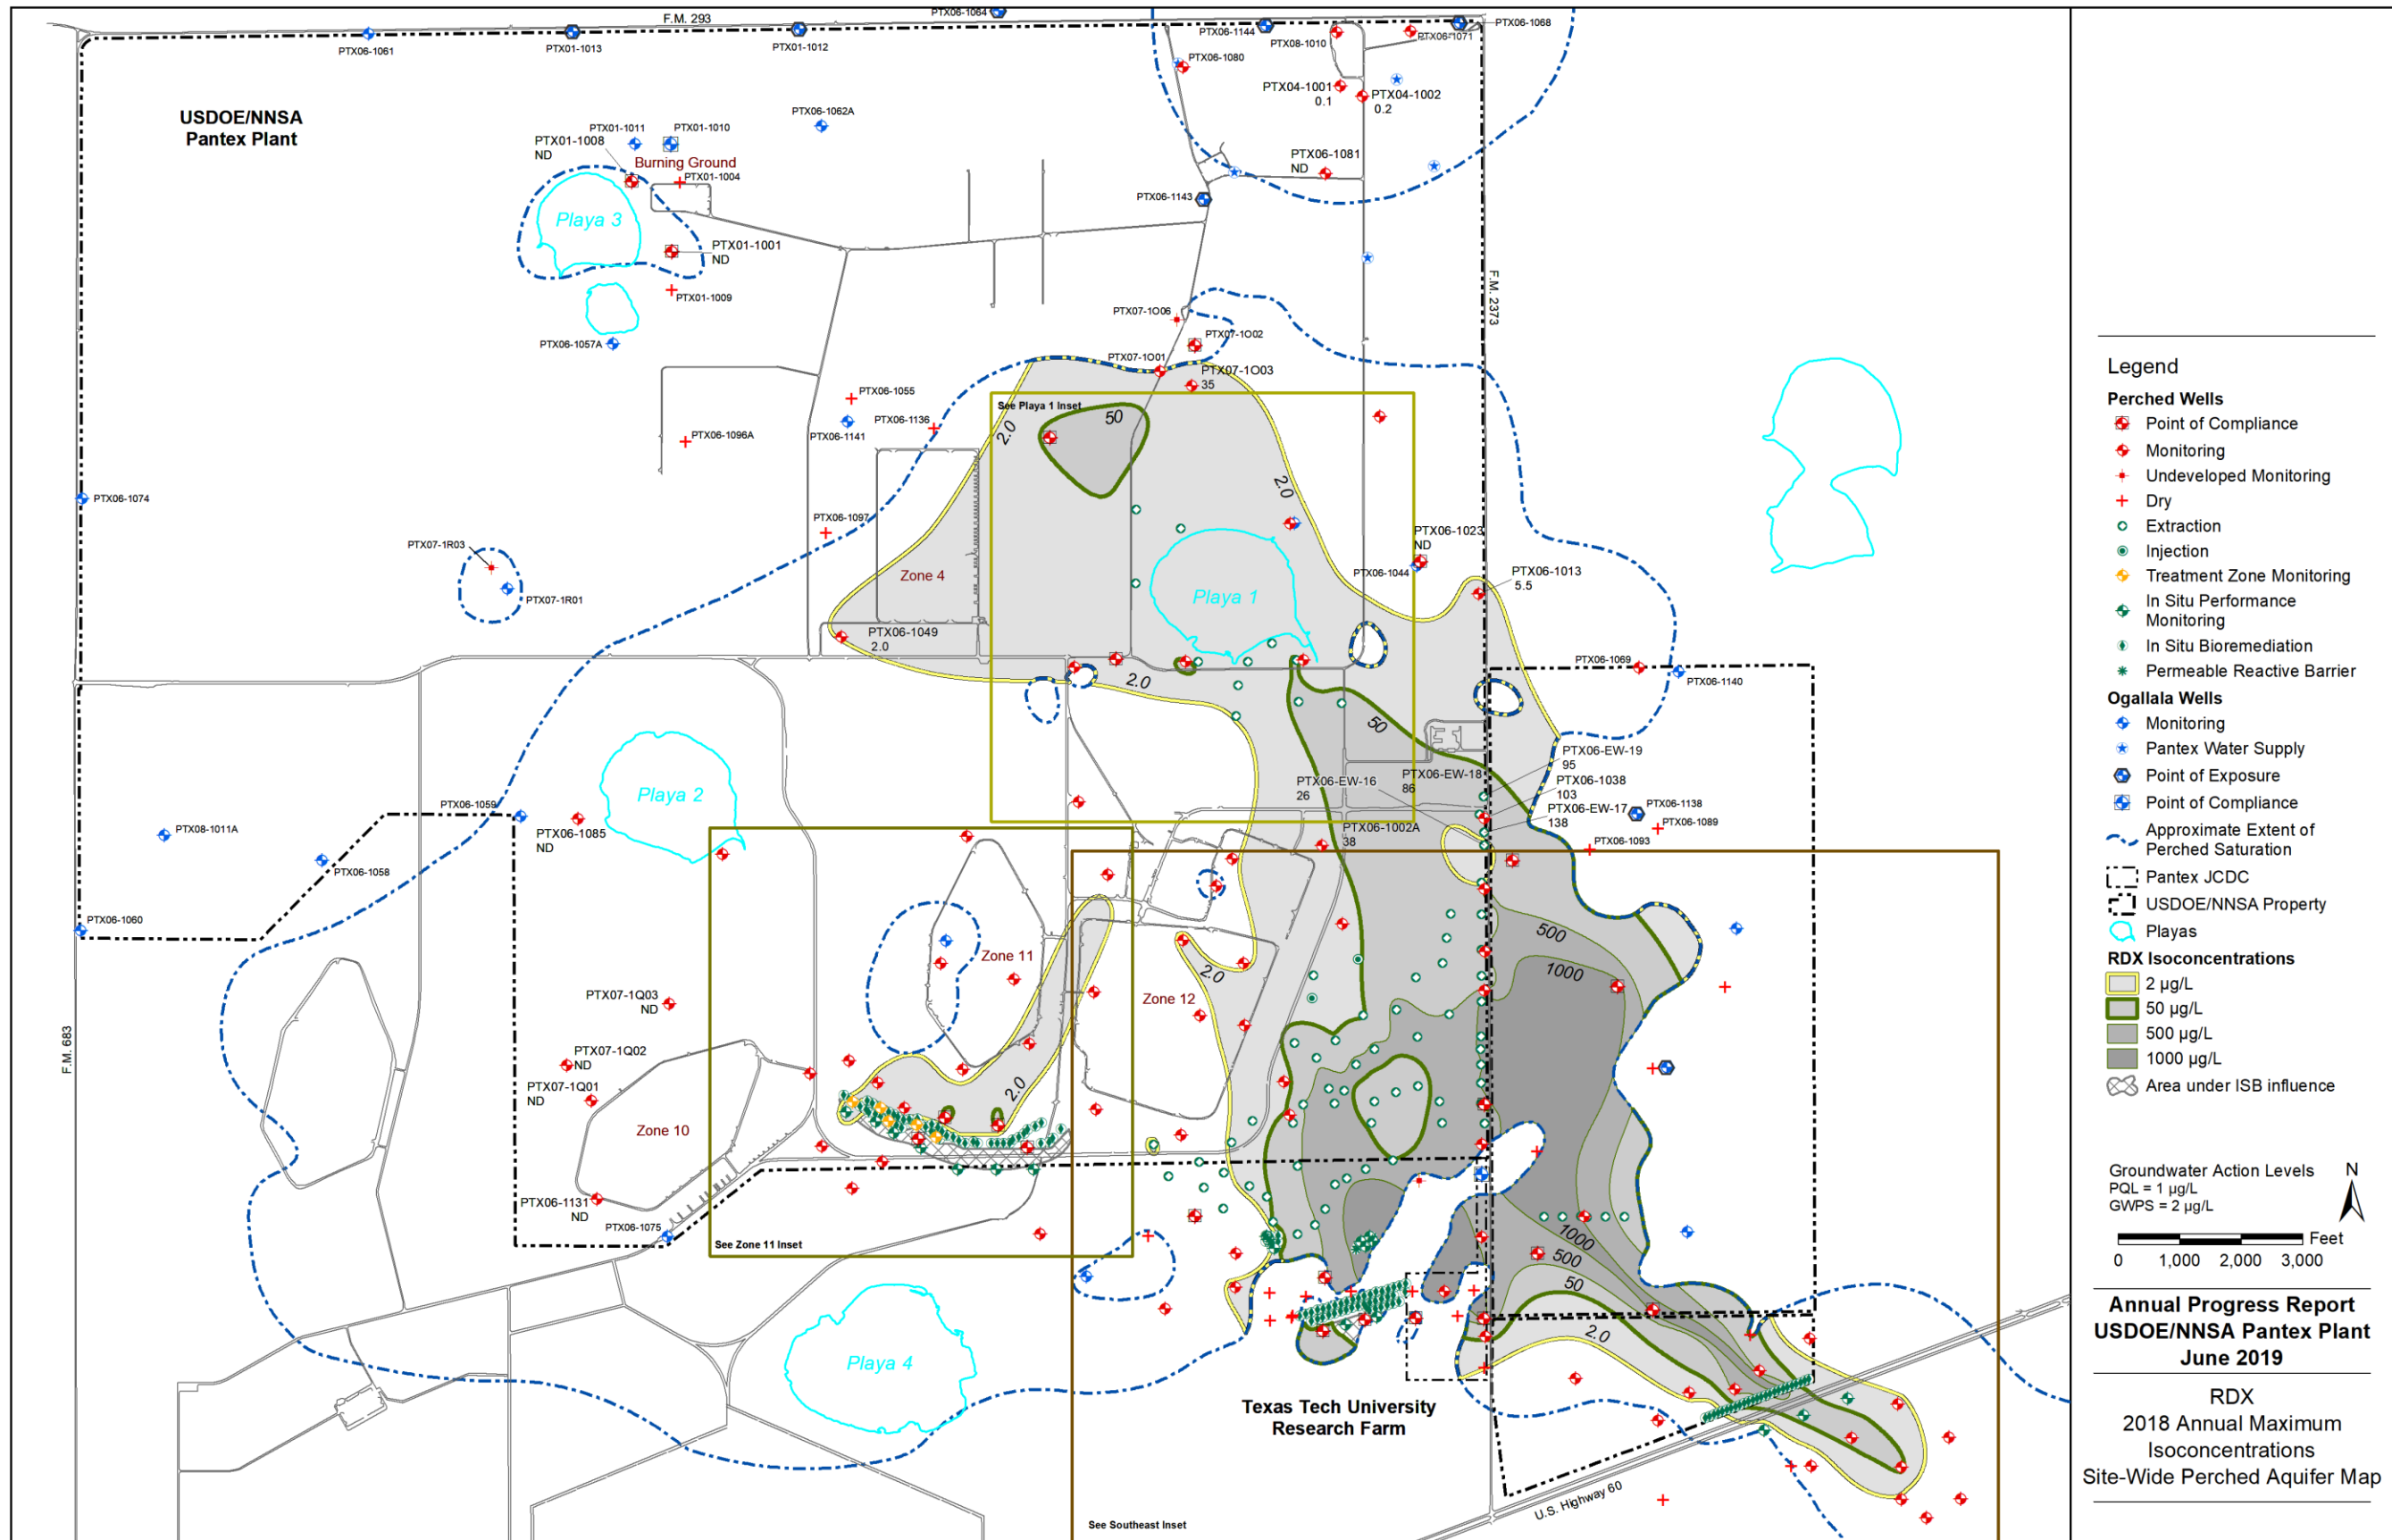 F.M. 293
PTX06-1064
PTX06-1061
PTX01-1013
PTX01-1012
PTX06-1144
PTX08-1010
PTX06-1071
PTX06-1068
PTX06-1080
PTX04-1001
0.1
PTX04-1002
0.2
USDOE/NNSA
Pantex Plant
PTX06-1062A
PTX01-1011
PTX01-1010
PTX01-1008
ND
Burning Ground
PTX01-1004
PTX06-1081
ND
PTX06-1143
Playa 3
PTX01-1001
ND
PTX01-1009
PTX06-1057A
F.M. 2373
PTX07-1O06
PTX07-1O02
PTX07-1O01
PTX07-1O03
35
PTX06-1055
See Playa 1 Inset
50
2.0
PTX06-1136
PTX06-1141
PTX06-1096A
2.0
PTX06-1074
PTX06-1097
PTX06-1023
ND
PTX07-1R03
PTX06-1044
PTX06-1013
5.5
Zone 4
PTX07-1R01
Playa 1
PTX06-1049
2.0
PTX06-1069
PTX06-1140
2.0
50
PTX06-EW-19
95
PTX06-EW-16
26
PTX06-EW-18
86
PTX06-1038
103
Playa 2
PTX06-1059
PTX06-EW-17
138
PTX06-1138
PTX06-1089
PTX08-1011A
PTX06-1085
ND
PTX06-1002A
38
PTX06-1093
PTX06-1058
PTX06-1060
500
Zone 11
2.0
1000
Zone 12
PTX07-1Q03
ND
F.M. 683
PTX07-1Q02
ND
PTX07-1Q01
ND
2.0
Zone 10
PTX06-1131
ND
PTX06-1075
See Zone 11 Inset
1000
500
50
2.0
Playa 4
Texas Tech University
Research Farm
U.S. Highway 60
See Southeast Inset
Legend
Perched Wells
Point of Compliance
Monitoring
Undeveloped Monitoring
Dry
Extraction
Injection
Treatment Zone Monitoring
In Situ Performance
Monitoring
In Situ Bioremediation
Permeable Reactive Barrier
Ogallala Wells
Monitoring
Pantex Water Supply
Point of Exposure
Point of Compliance
Approximate Extent of
Perched Saturation
Pantex JCDC
USDOE/NNSA Property
Playas
RDX Isoconcentrations
2 µg/L
50 µg/L
500 µg/L
1000 µg/L
Area under ISB influence
Groundwater Action Levels
PQL = 1 µg/L
GWPS = 2 µg/L
N
Feet
0 1,000 2,000 3,000
Annual Progress Report
USDOE/NNSA Pantex Plant
June 2019
RDX
2018 Annual Maximum
Isoconcentrations
Site-Wide Perched Aquifer Map